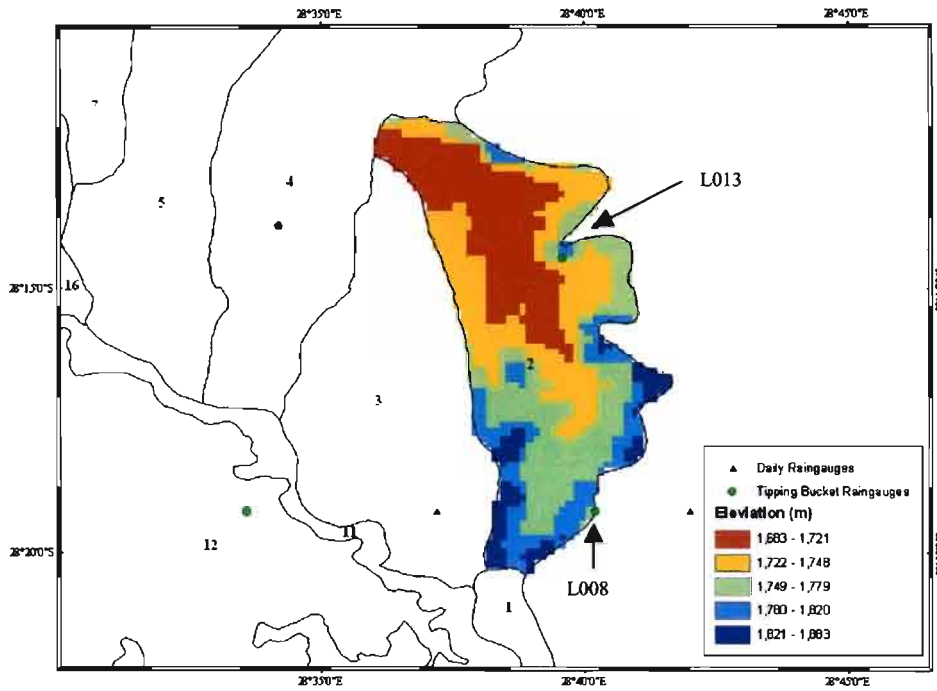 28°35'0"E 28°40'0"E 28°45'0"E
7
4
L013
5
16
28°15'0"S
2
3
Daily Raingauges
Tipping Bucket Raingauges
Elevation (m)
11
12
28°20'0"S
1,683 - 1,721
1,722 - 1,748
L008
1
1,749 - 1,779
1,780 - 1,820
1,821 - 1,883
28°35'0"E 28°40'0"E 28°45'0"E